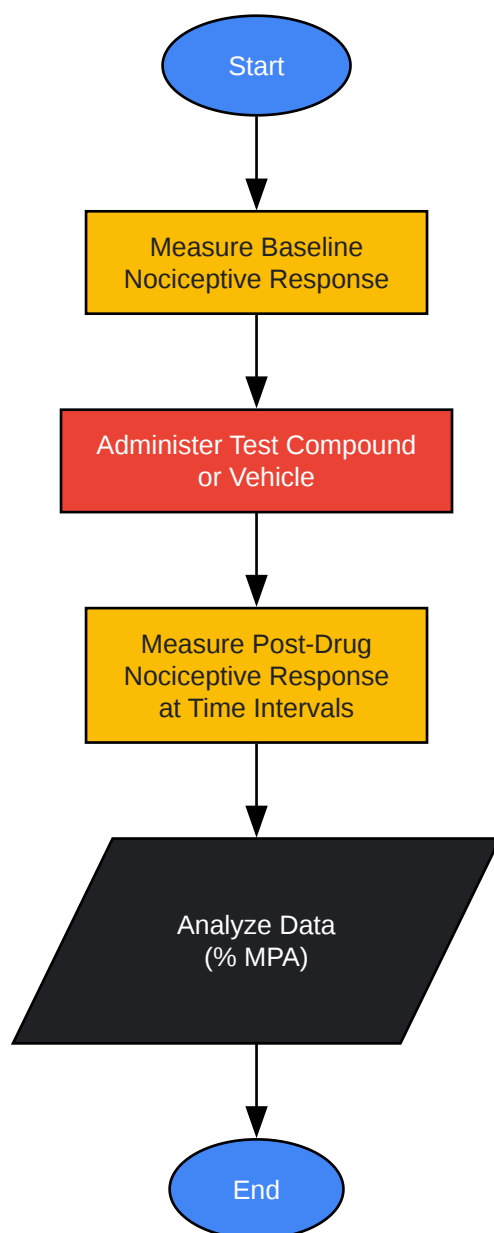 Start
Measure Baseline
Nociceptive Response
Administer Test Compound
or Vehicle
Measure Post-Drug
Nociceptive Response
at Time Intervals
Analyze Data
(% MPA)
End